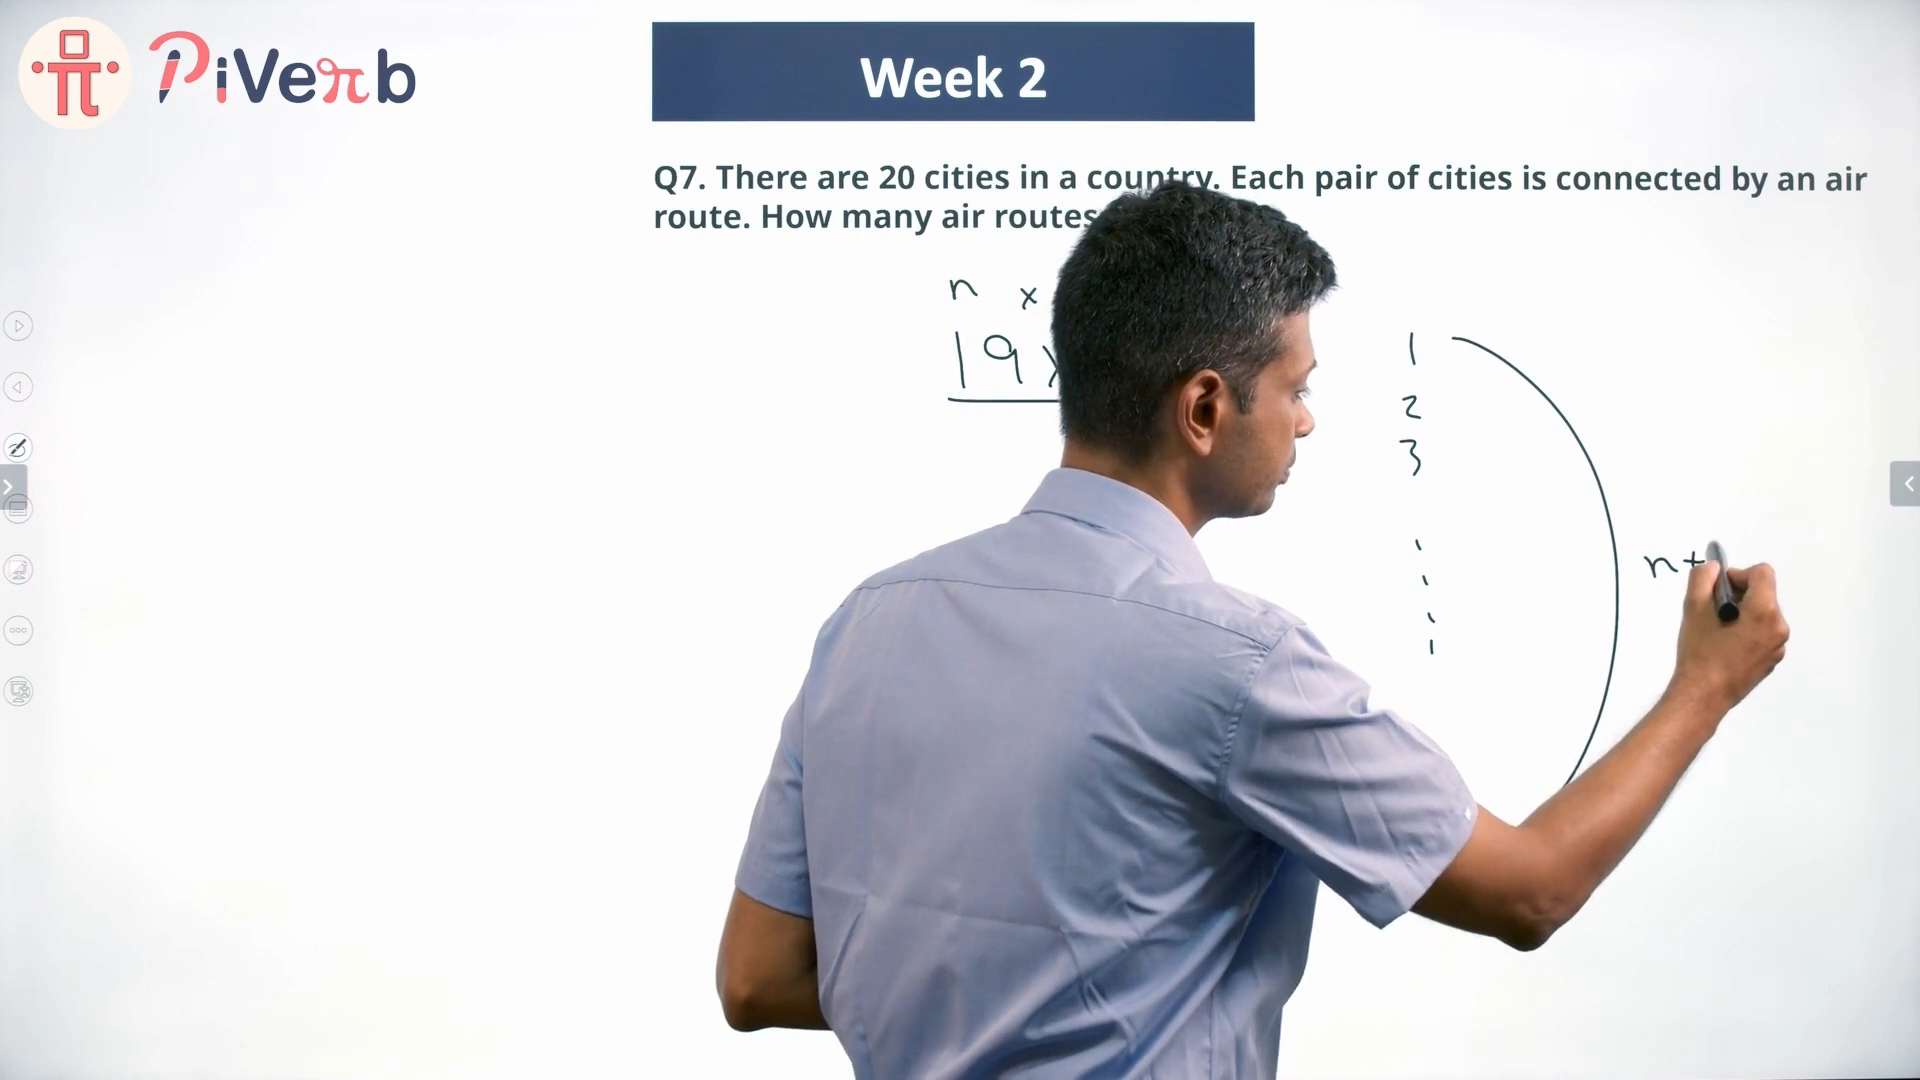 PiVerb
Week 2
Q7. There are 20 cities in a country. Each pair of cities is connected by an air
route. How many air routes
n ×
19
1
2
3
n+